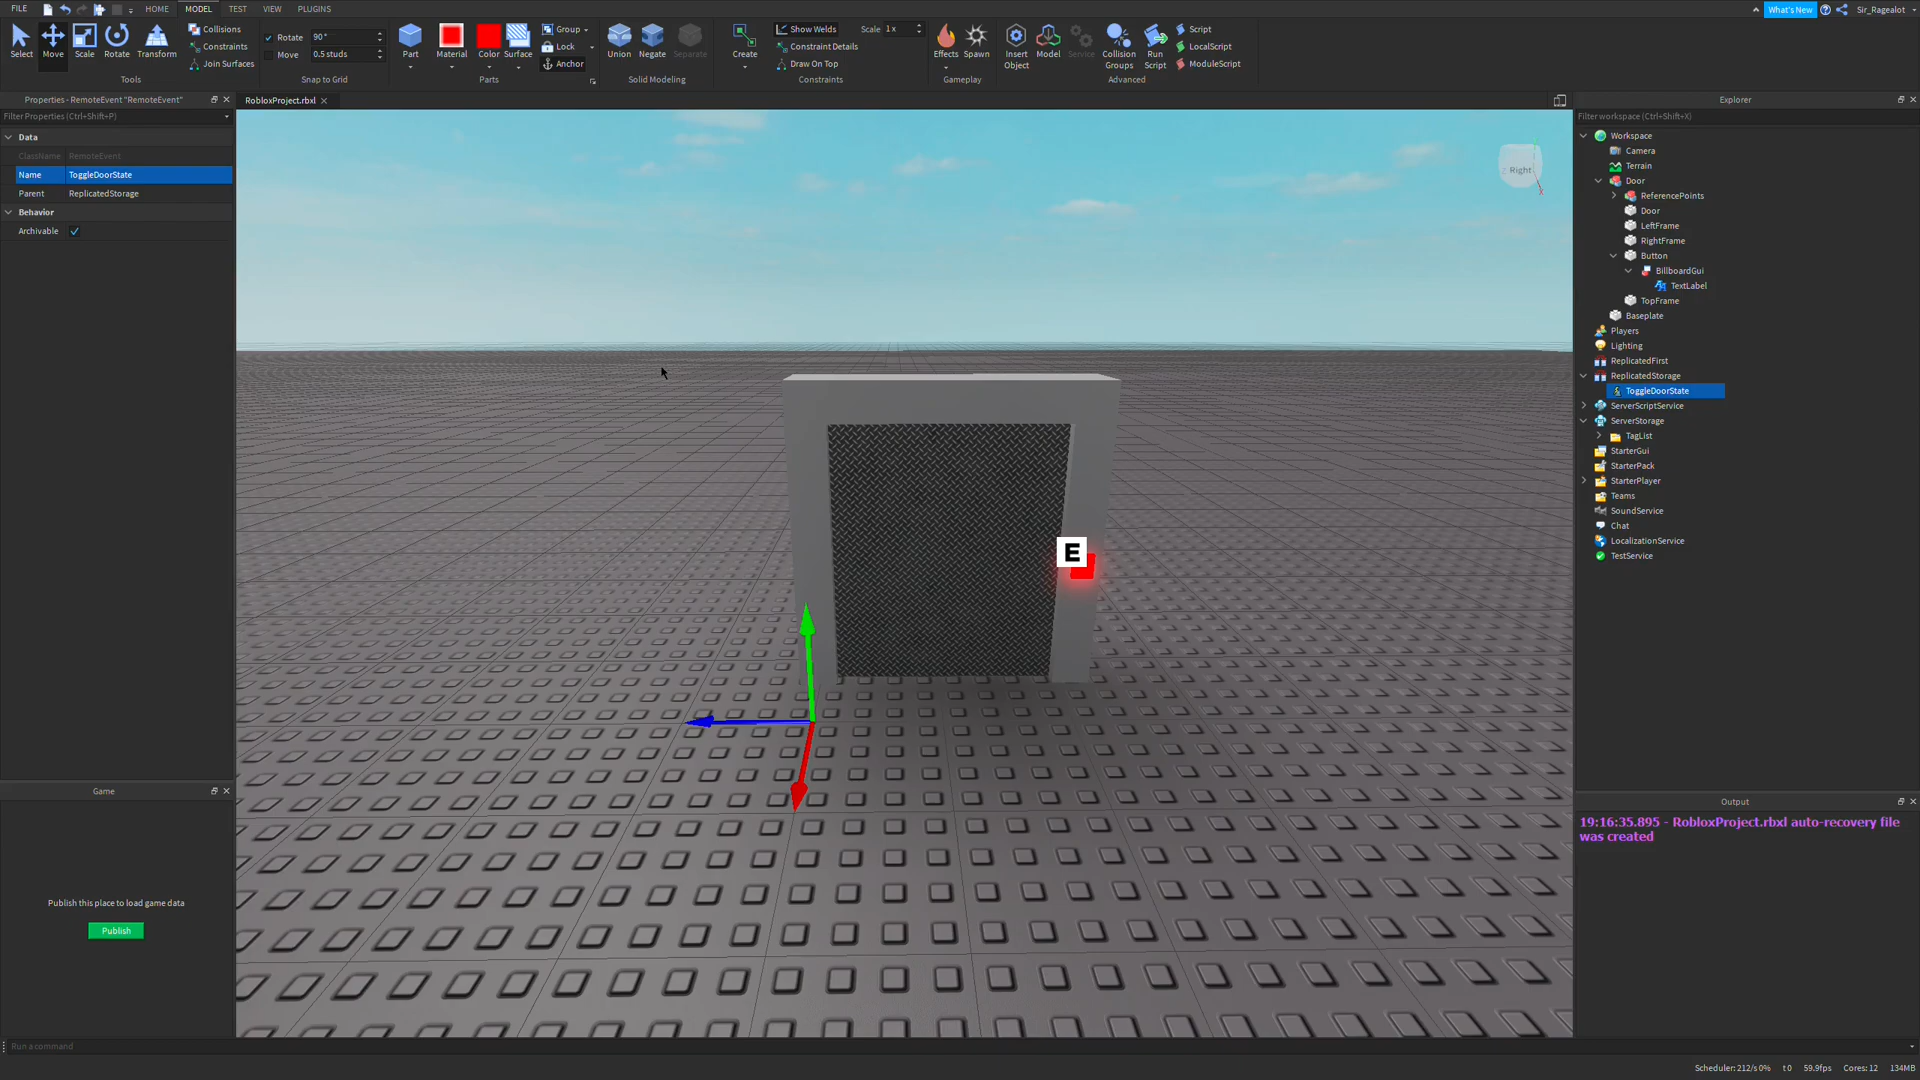 FILE
HOME
MODEL
TEST
VIEW
PLUGINS
What's New
Sir_Ragealot
Select
Move
Scale
Rotate
Transform
Collisions
Constraints
Join Surfaces
Tools
Rotate 90°
Move 0.5 studs
Snap to Grid
Part
Material
Color
Surface
Group
Lock
Anchor
Parts
Union
Negate
Separate
Solid Modeling
Create
Show Welds
Scale 1 x
Constraint Details
Draw On Top
Constraints
Effects
Spawn
Gameplay
Insert Object
Model
Service
Collision Groups
Run Script
Script
LocalScript
ModuleScript
Advanced
Properties - RemoteEvent "RemoteEvent"
Filter Properties (Ctrl+Shift+P)
Data
ClassName RemoteEvent
Name ToggleDoorState
Parent ReplicatedStorage
Behavior
Archivable
Game
Publish this place to load game data
Publish
RobloxProject.rbxl
Right
E
Explorer
Filter workspace (Ctrl+Shift+X)
Workspace
Camera
Terrain
Door
ReferencePoints
Door
LeftFrame
RightFrame
Button
BillboardGui
TextLabel
TopFrame
Baseplate
Players
Lighting
ReplicatedFirst
ReplicatedStorage
ToggleDoorState
ServerScriptService
ServerStorage
TagList
StarterGui
StarterPack
StarterPlayer
Teams
SoundService
Chat
LocalizationService
TestService
Output
19:16:35.895 - RobloxProject.rbxl auto-recovery file
was created
Run a command
Scheduler: 212/s 0% t 0 59.9fps Cores: 12 134MB